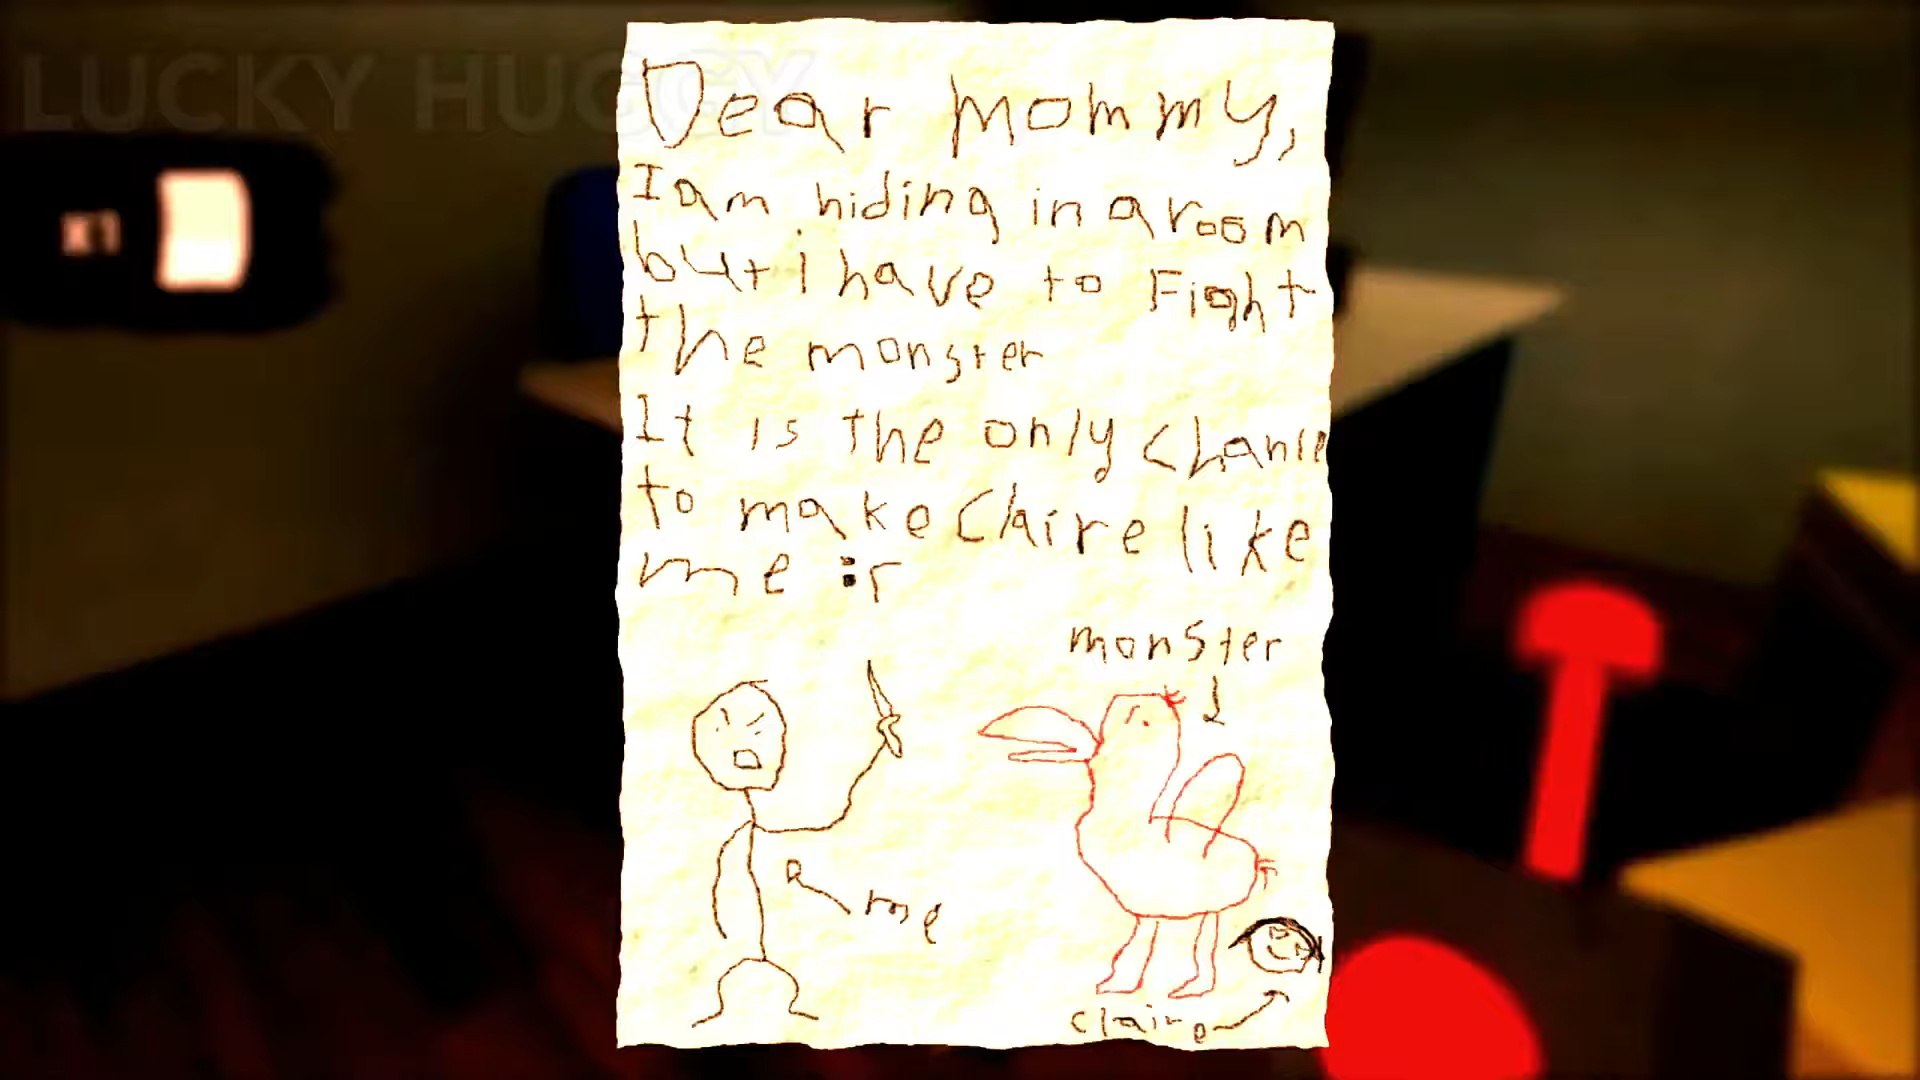 LUCKY HUGGY
x1
Dear mommy,
I am hiding in a room
but i have to Fight
the monster
It is the only chance
to make Claire like
me :r
monster
me
claire